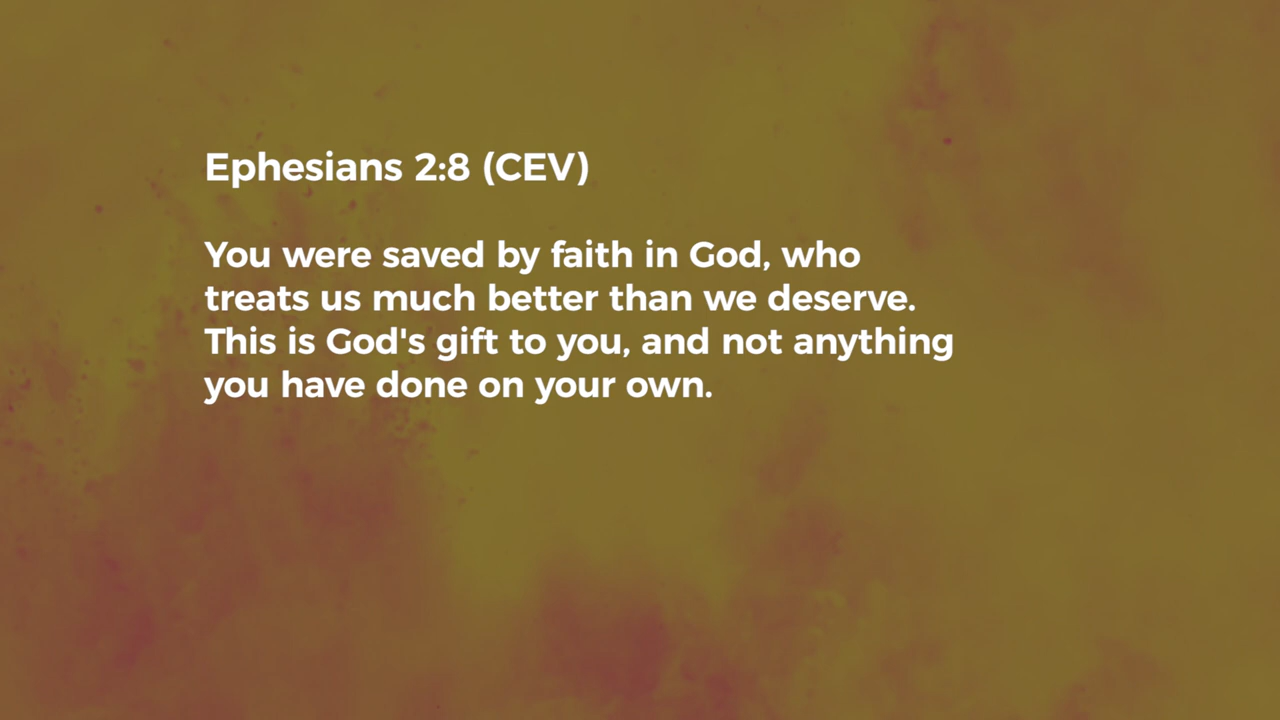 Ephesians 2:8 (CEV)
You were saved by faith in God, who
treats us much better than we deserve.
This is God's gift to you, and not anything
you have done on your own.